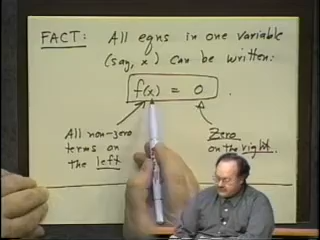 FACT: All eqns in one variable
(say, x) can be written:
f(x) = 0 .
All non-zero
terms on
the left
Zero
on the right.